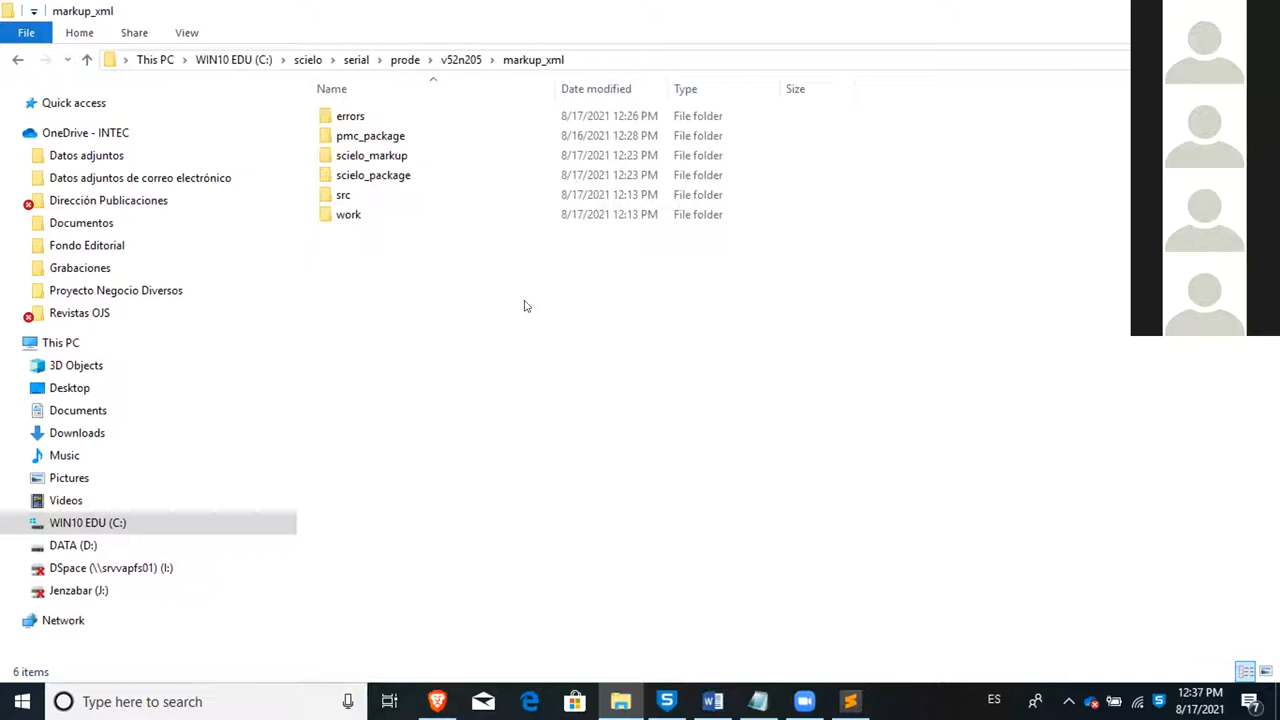 markup_xml
File Home Share View
This PC WIN10 EDU (C:) scielo serial prode v52n205 markup_xml
Name Date modified Type Size
Quick access
OneDrive - INTEC
Datos adjuntos
Datos adjuntos de correo electrónico
Dirección Publicaciones
Documentos
Fondo Editorial
Grabaciones
Proyecto Negocio Diversos
Revistas OJS
This PC
3D Objects
Desktop
Documents
Downloads
Music
Pictures
Videos
WIN10 EDU (C:)
DATA (D:)
DSpace (\\srvvapfs01) (I:)
Jenzabar (J:)
Network
errors 8/17/2021 12:26 PM File folder
pmc_package 8/16/2021 12:28 PM File folder
scielo_markup 8/17/2021 12:23 PM File folder
scielo_package 8/17/2021 12:23 PM File folder
src 8/17/2021 12:13 PM File folder
work 8/17/2021 12:13 PM File folder
6 items
Type here to search
ES
12:37 PM
8/17/2021
7